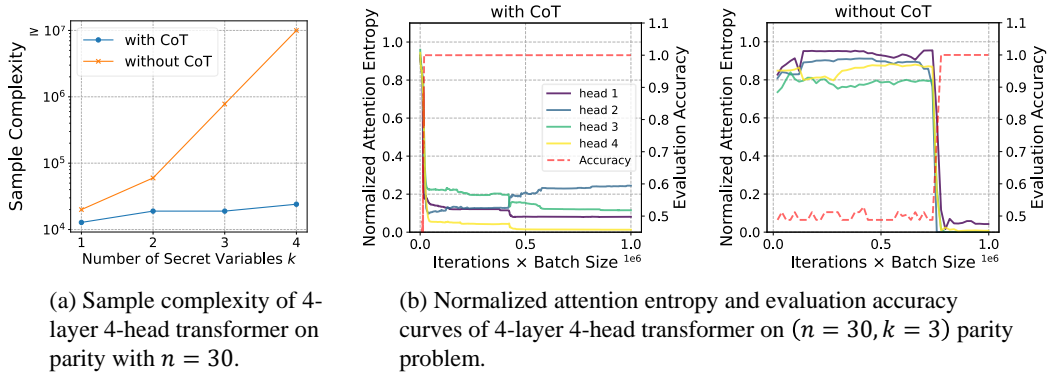 Sample Complexity
≥
10⁷
10⁶
10⁵
10⁴
with CoT
without CoT
1
2
3
4
Number of Secret Variables k
(a) Sample complexity of 4-
layer 4-head transformer on
parity with n = 30.
with CoT
Normalized Attention Entropy
1.0
0.8
0.6
0.4
0.2
0.0
head 1
head 2
head 3
head 4
Accuracy
1.1
1.0
0.9
0.8
0.7
0.6
0.5
Evaluation Accuracy
0.0
0.5
1.0
Iterations × Batch Size 1e6
without CoT
Normalized Attention Entropy
1.0
0.8
0.6
0.4
0.2
0.0
1.1
1.0
0.9
0.8
0.7
0.6
0.5
Evaluation Accuracy
0.0
0.5
1.0
Iterations × Batch Size 1e6
(b) Normalized attention entropy and evaluation accuracy
curves of 4-layer 4-head transformer on (n = 30, k = 3) parity
problem.